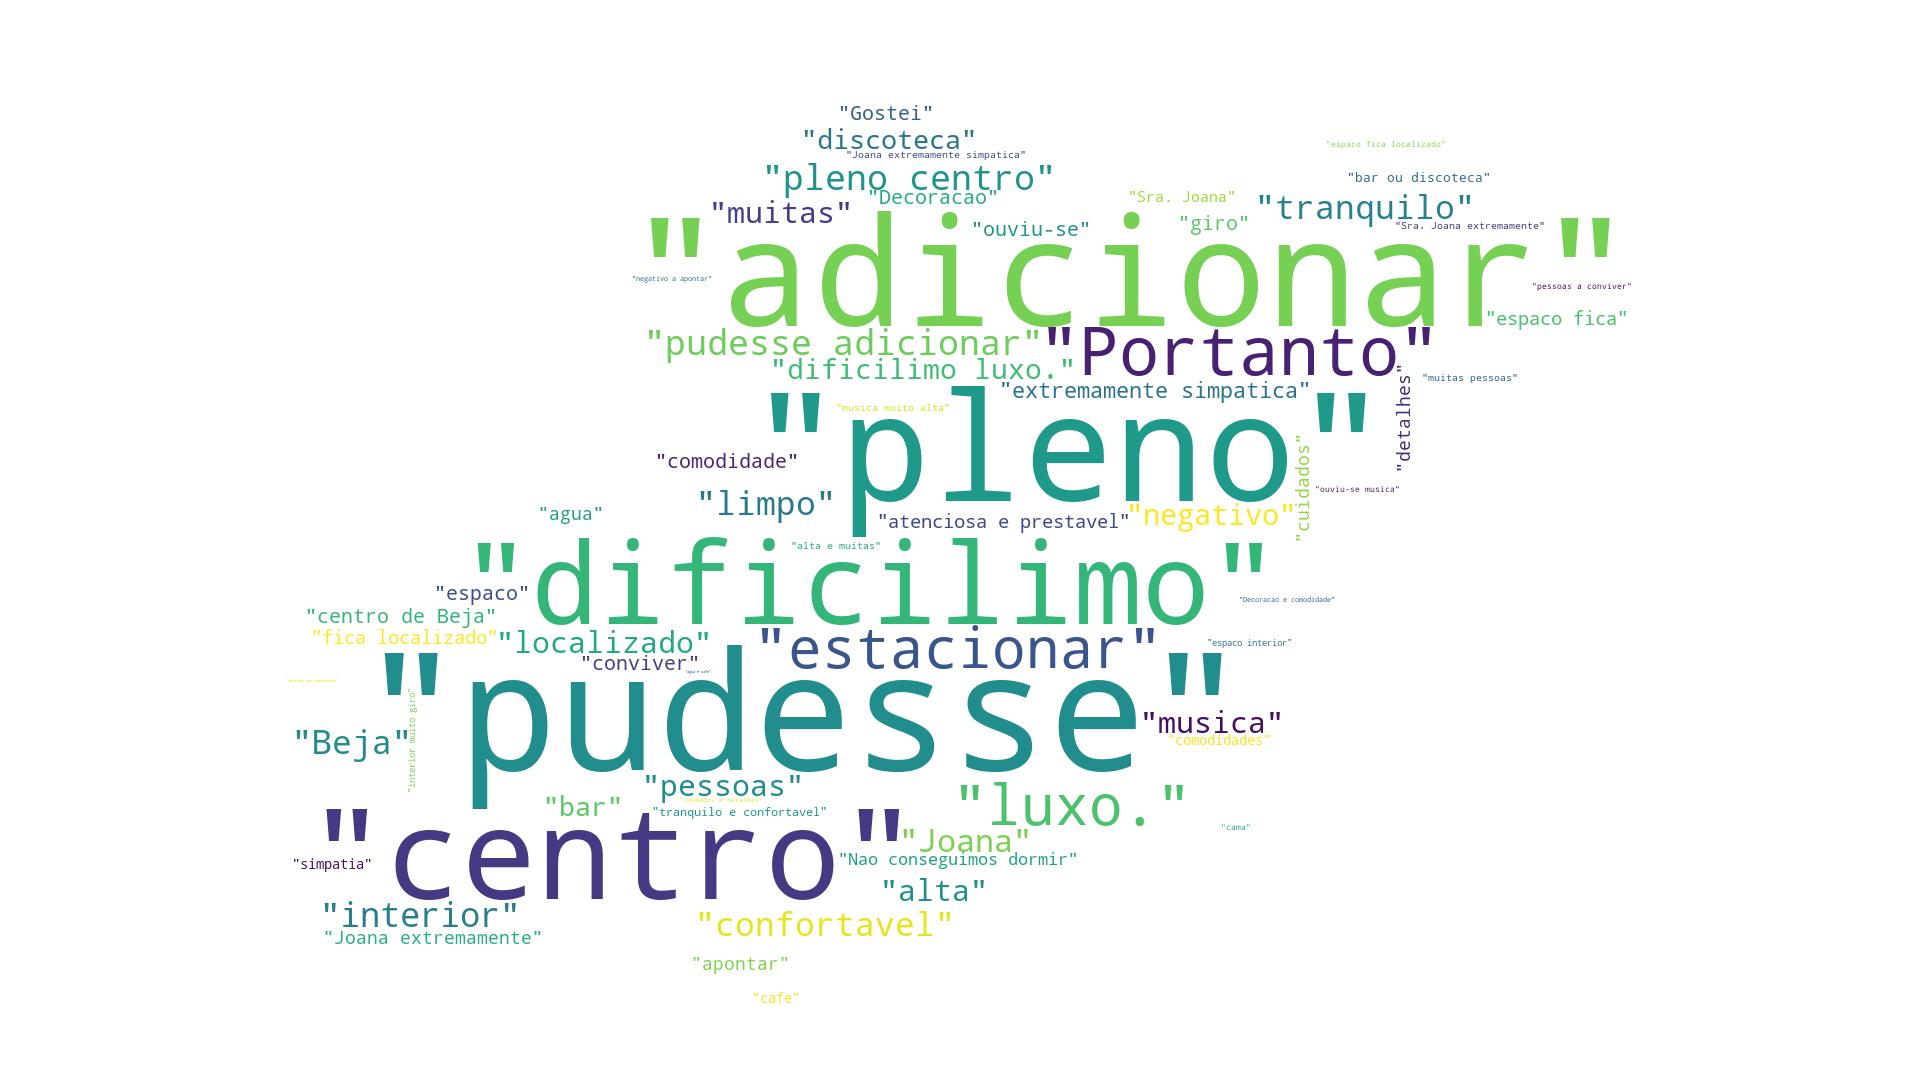 "Gostei"
"discoteca"
"espaco fica localizado"
"Joana extremamente simpatica"
"pleno centro"
"bar ou discoteca"
"Decoracao"
"Sra. Joana"
"muitas"
"tranquilo"
"ouviu-se"
"giro"
"Sra. Joana extremamente"
"adicionar"
"negativo a apontar"
"pessoas a conviver"
"espaco fica"
"pudesse adicionar"
"Portanto"
"dificilimo luxo."
"muitas pessoas"
"extremamente simpatica"
"detalhes"
"musica muito alta"
"pleno"
"comodidade"
"cuidados"
"ouviu-se musica"
"limpo"
"agua"
"atenciosa e prestavel"
"negativo"
"alta e muitas"
"dificilimo"
"espaco"
"Decoracao e comodidade"
"centro de Beja"
"fica localizado"
"localizado"
"estacionar"
"espaco interior"
"conviver"
"agua e cafe"
"pudesse"
"interior muito giro"
"Beja"
"musica"
"comodidades"
"pessoas"
"cuidados e detalhes"
"bar"
"tranquilo e confortavel"
"luxo."
"cama"
"centro"
"Joana"
"simpatia"
"Nao conseguimos dormir"
"alta"
"interior"
"confortavel"
"Joana extremamente"
"apontar"
"cafe"